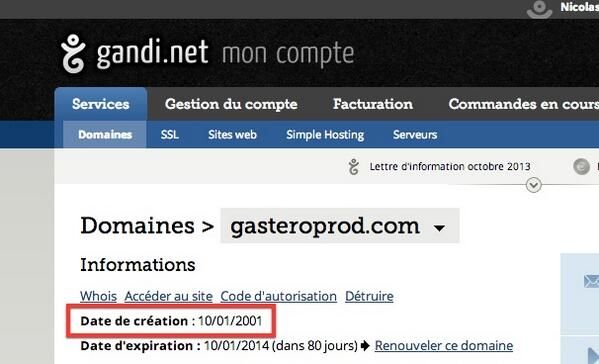 Nicolas
gandi.net mon compte
Services Gestion du compte Facturation Commandes en cours
Domaines SSL Sites web Simple Hosting Serveurs
Lettre d'information octobre 2013
Domaines > gasteroprod.com
Informations
Whois Accéder au site Code d'autorisation Détruire
Date de création : 10/01/2001
Date d'expiration : 10/01/2014 (dans 80 jours) Renouveler ce domaine